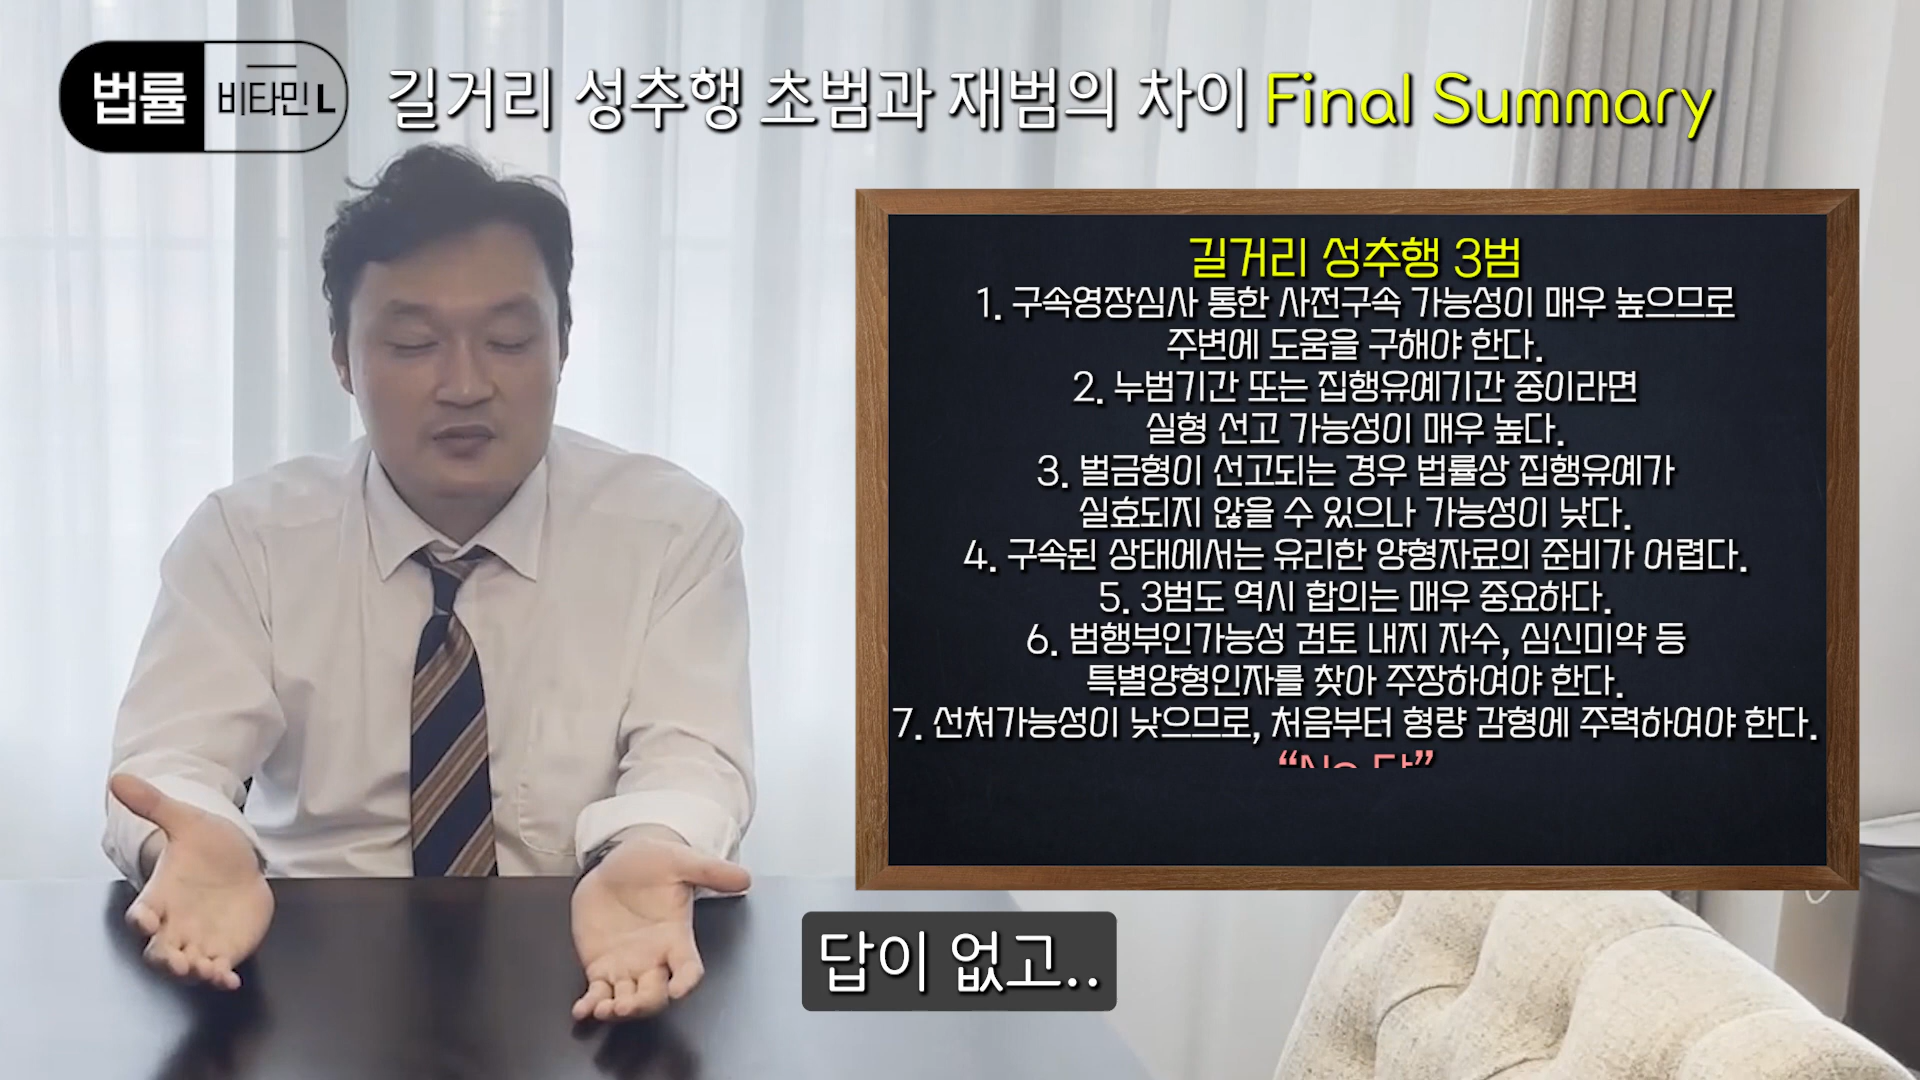 법률 비타민 L
길거리 성추행 초범과 재범의 차이 Final Summary
길거리 성추행 3범
1. 구속영장심사 통한 사전구속 가능성이 매우 높으므로
주변에 도움을 구해야 한다.
2. 누범기간 또는 집행유예기간 중이라면
실형 선고 가능성이 매우 높다.
3. 벌금형이 선고되는 경우 법률상 집행유예가
실효되지 않을 수 있으나 가능성이 낮다.
4. 구속된 상태에서는 유리한 양형자료의 준비가 어렵다.
5. 3범도 역시 합의는 매우 중요하다.
6. 범행부인가능성 검토 내지 자수, 심신미약 등
특별양형인자를 찾아 주장하여야 한다.
7. 선처가능성이 낮으므로, 처음부터 형량 감형에 주력하여야 한다.
답이 없고..